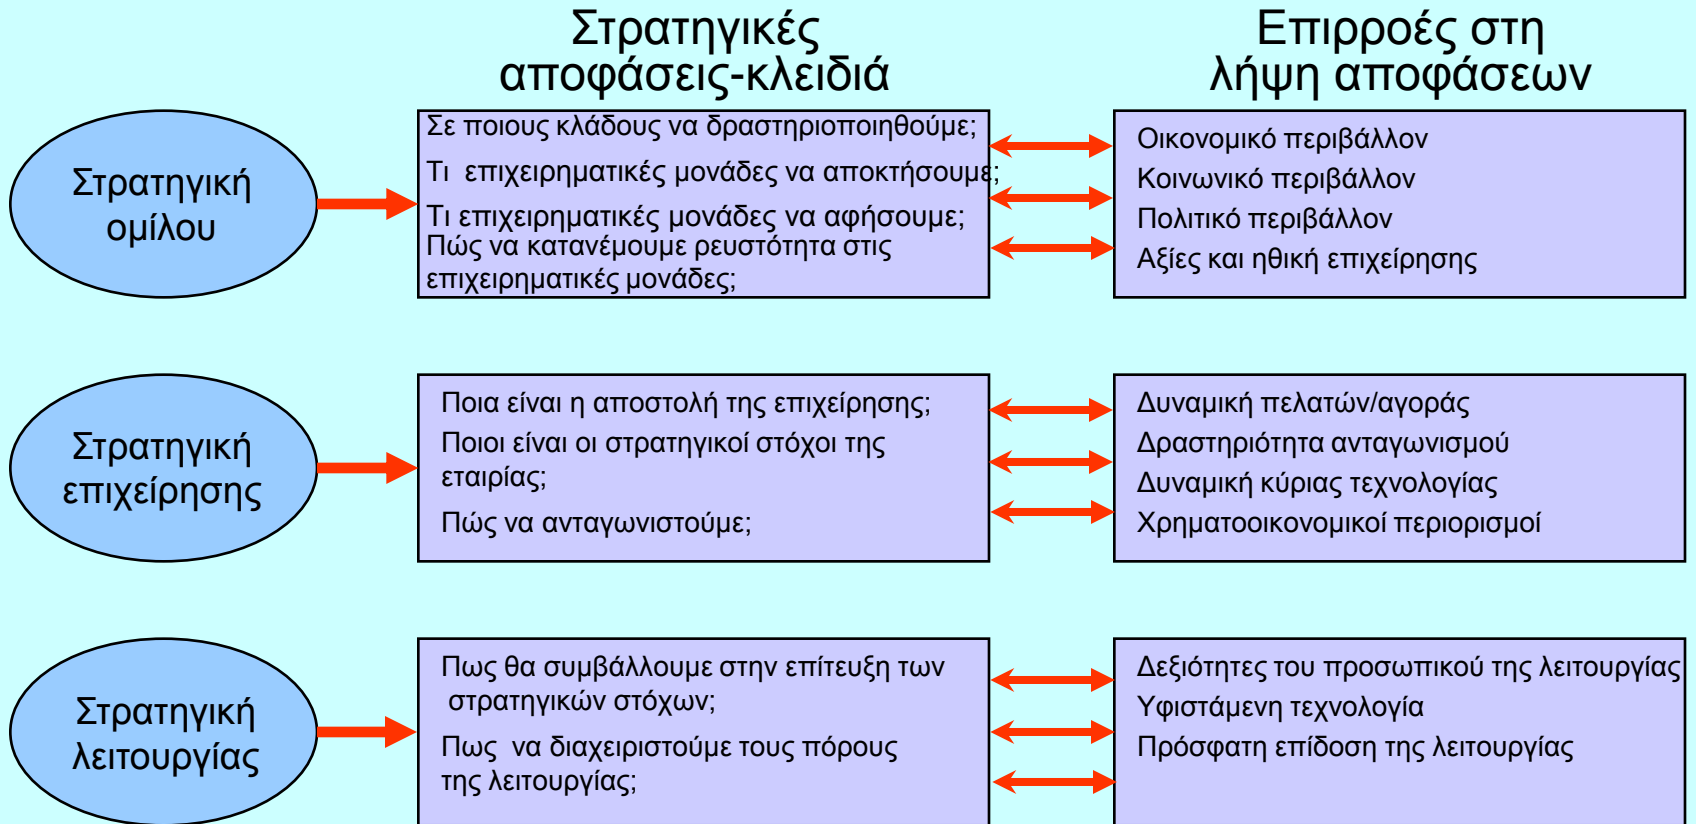 Στρατηγικές
αποφάσεις-κλειδιά
Επιρροές στη
λήψη αποφάσεων
Στρατηγική
ομίλου
Σε ποιους κλάδους να δραστηριοποιηθούμε;
Τι επιχειρηματικές μονάδες να αποκτήσουμε;
Τι επιχειρηματικές μονάδες να αφήσουμε;
Πώς να κατανέμουμε ρευστότητα στις
επιχειρηματικές μονάδες;
Οικονομικό περιβάλλον
Κοινωνικό περιβάλλον
Πολιτικό περιβάλλον
Αξίες και ηθική επιχείρησης
Στρατηγική
επιχείρησης
Ποια είναι η αποστολή της επιχείρησης;
Ποιοι είναι οι στρατηγικοί στόχοι της
εταιρίας;
Πώς να ανταγωνιστούμε;
Δυναμική πελατών/αγοράς
Δραστηριότητα ανταγωνισμού
Δυναμική κύριας τεχνολογίας
Χρηματοοικονομικοί περιορισμοί
Στρατηγική
λειτουργίας
Πως θα συμβάλλουμε στην επίτευξη των
στρατηγικών στόχων;
Πως να διαχειριστούμε τους πόρους
της λειτουργίας;
Δεξιότητες του προσωπικού της λειτουργίας
Υφιστάμενη τεχνολογία
Πρόσφατη επίδοση της λειτουργίας